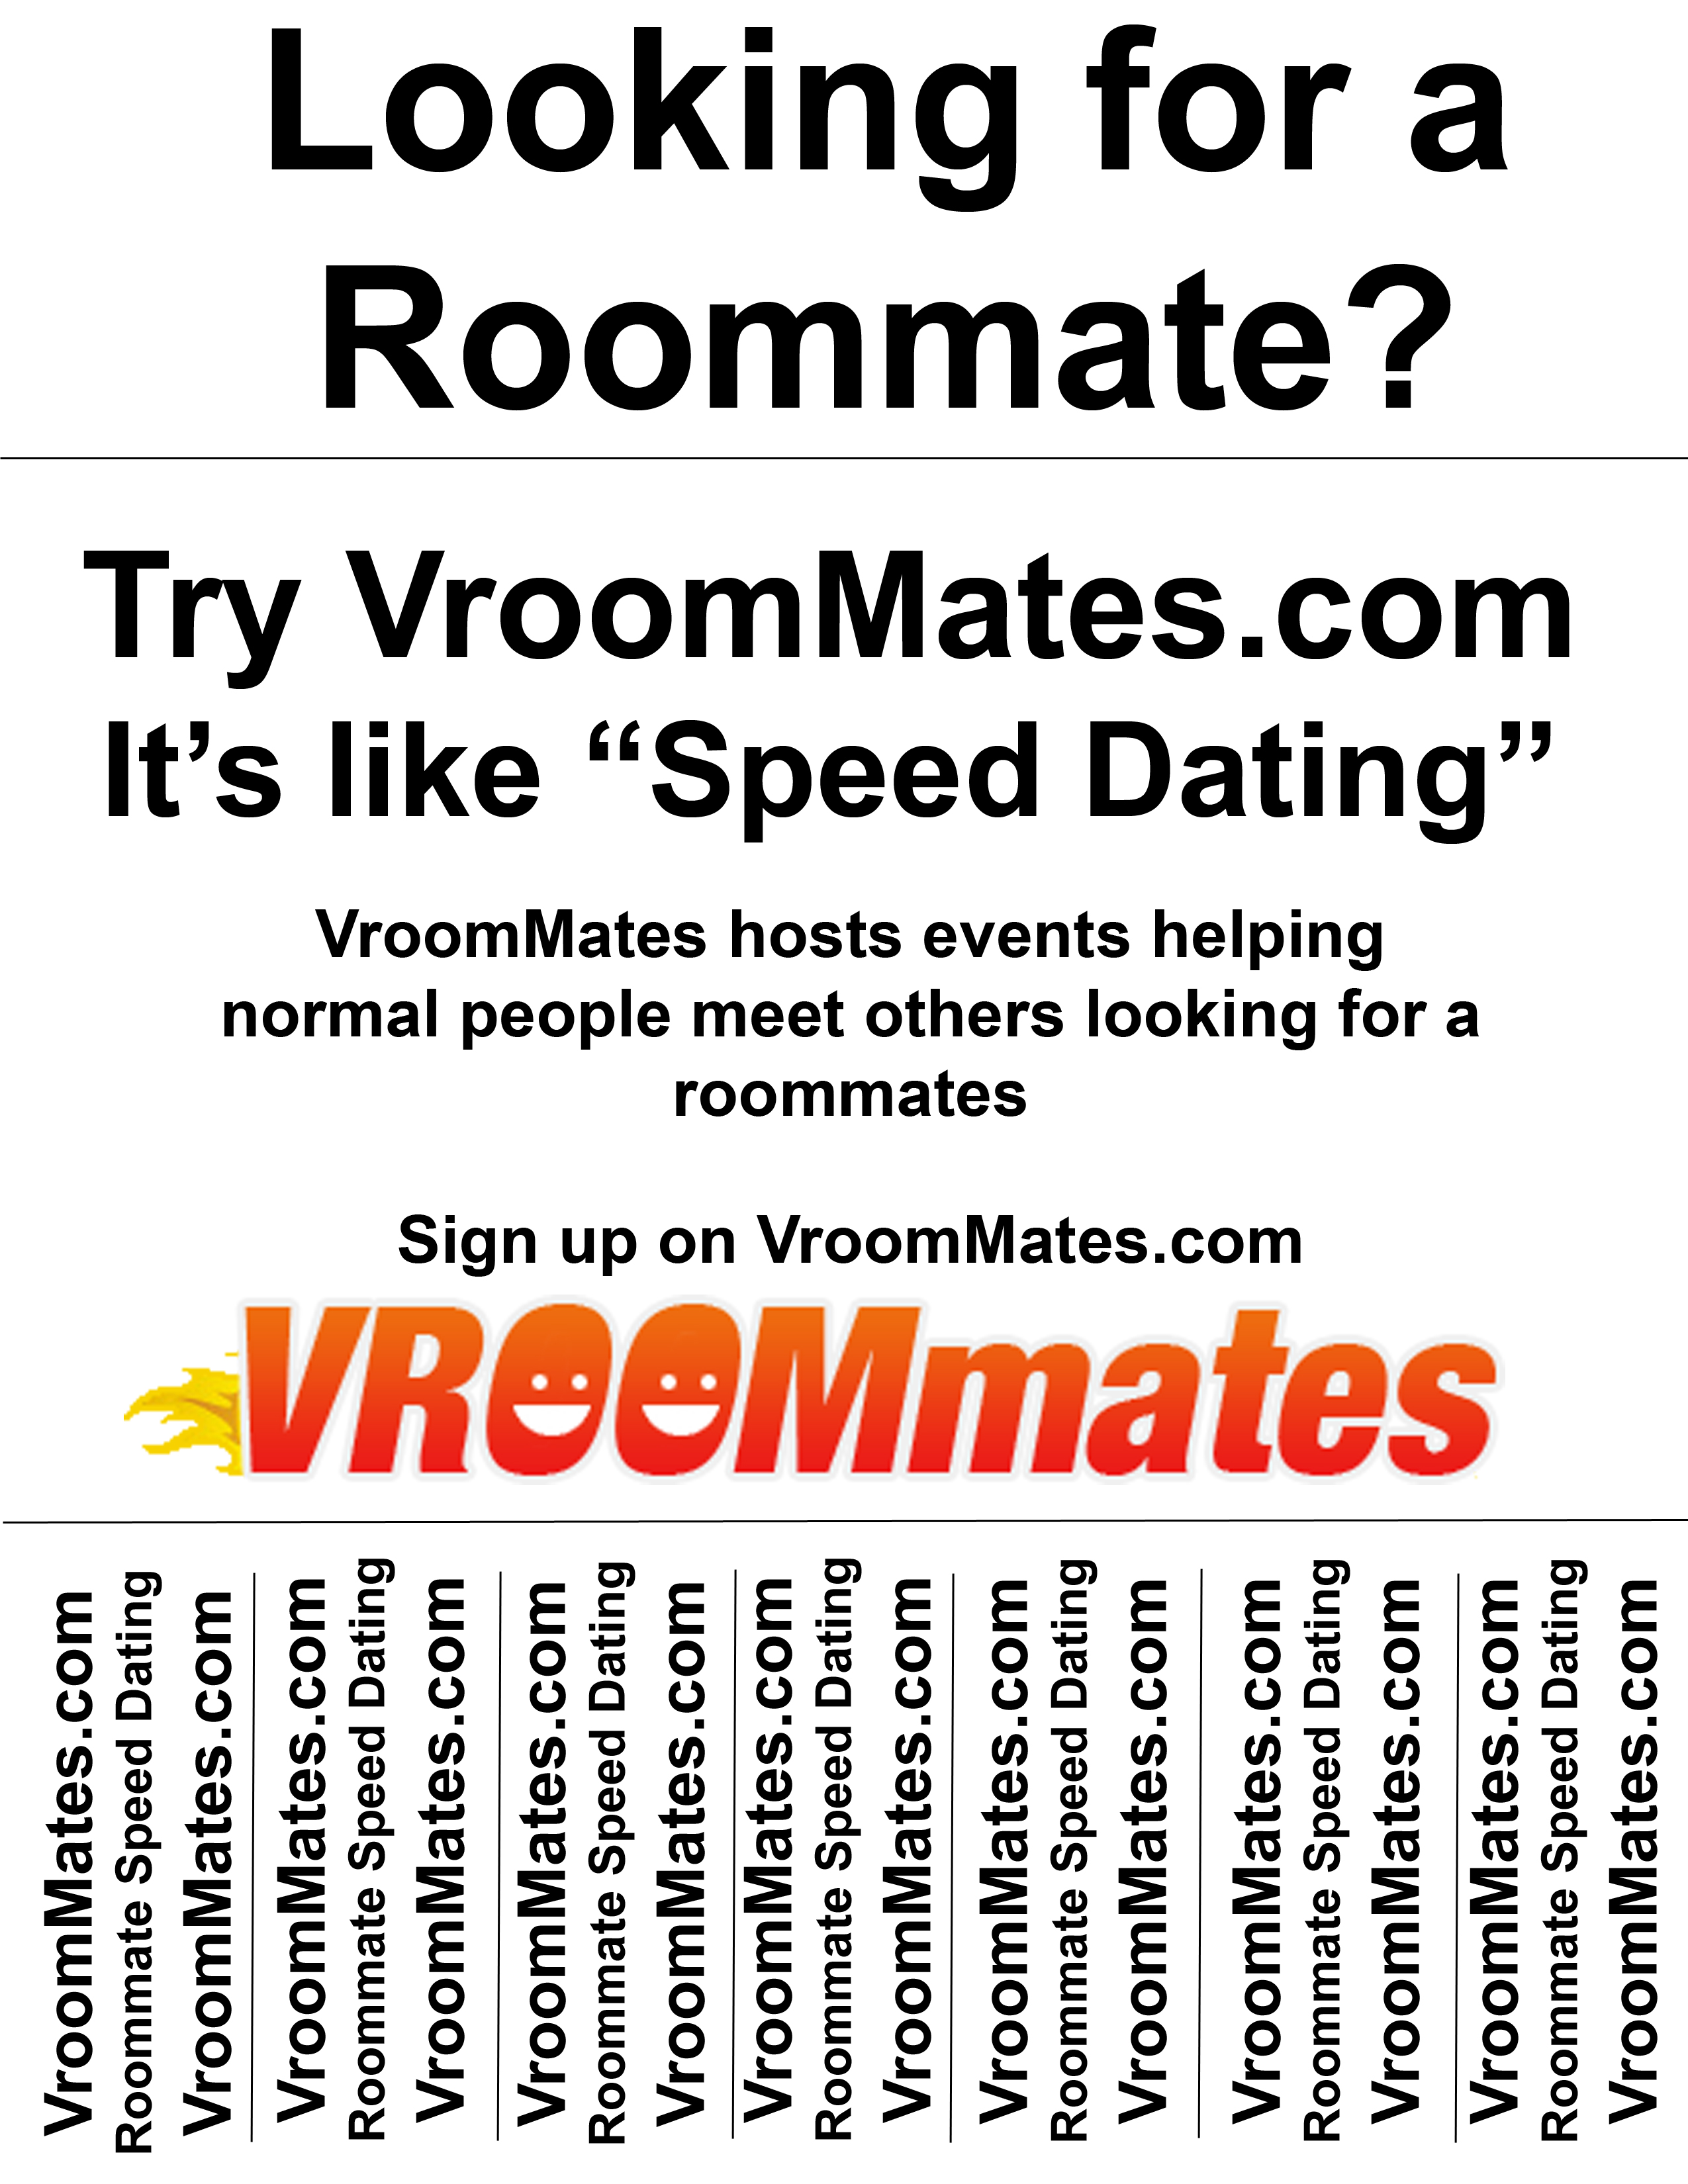 Looking for a
Roommate?
Try VroomMates.com
It’s like “Speed Dating”
VroomMates hosts events helping
normal people meet others looking for a
roommates
Sign up on VroomMates.com
VROOMmates
VroomMates.com
Roommate Speed Dating
VroomMates.com
VroomMates.com
Roommate Speed Dating
VroomMates.com
VroomMates.com
Roommate Speed Dating
VroomMates.com
VroomMates.com
Roommate Speed Dating
VroomMates.com
VroomMates.com
Roommate Speed Dating
VroomMates.com
VroomMates.com
Roommate Speed Dating
VroomMates.com
VroomMates.com
Roommate Speed Dating
VroomMates.com